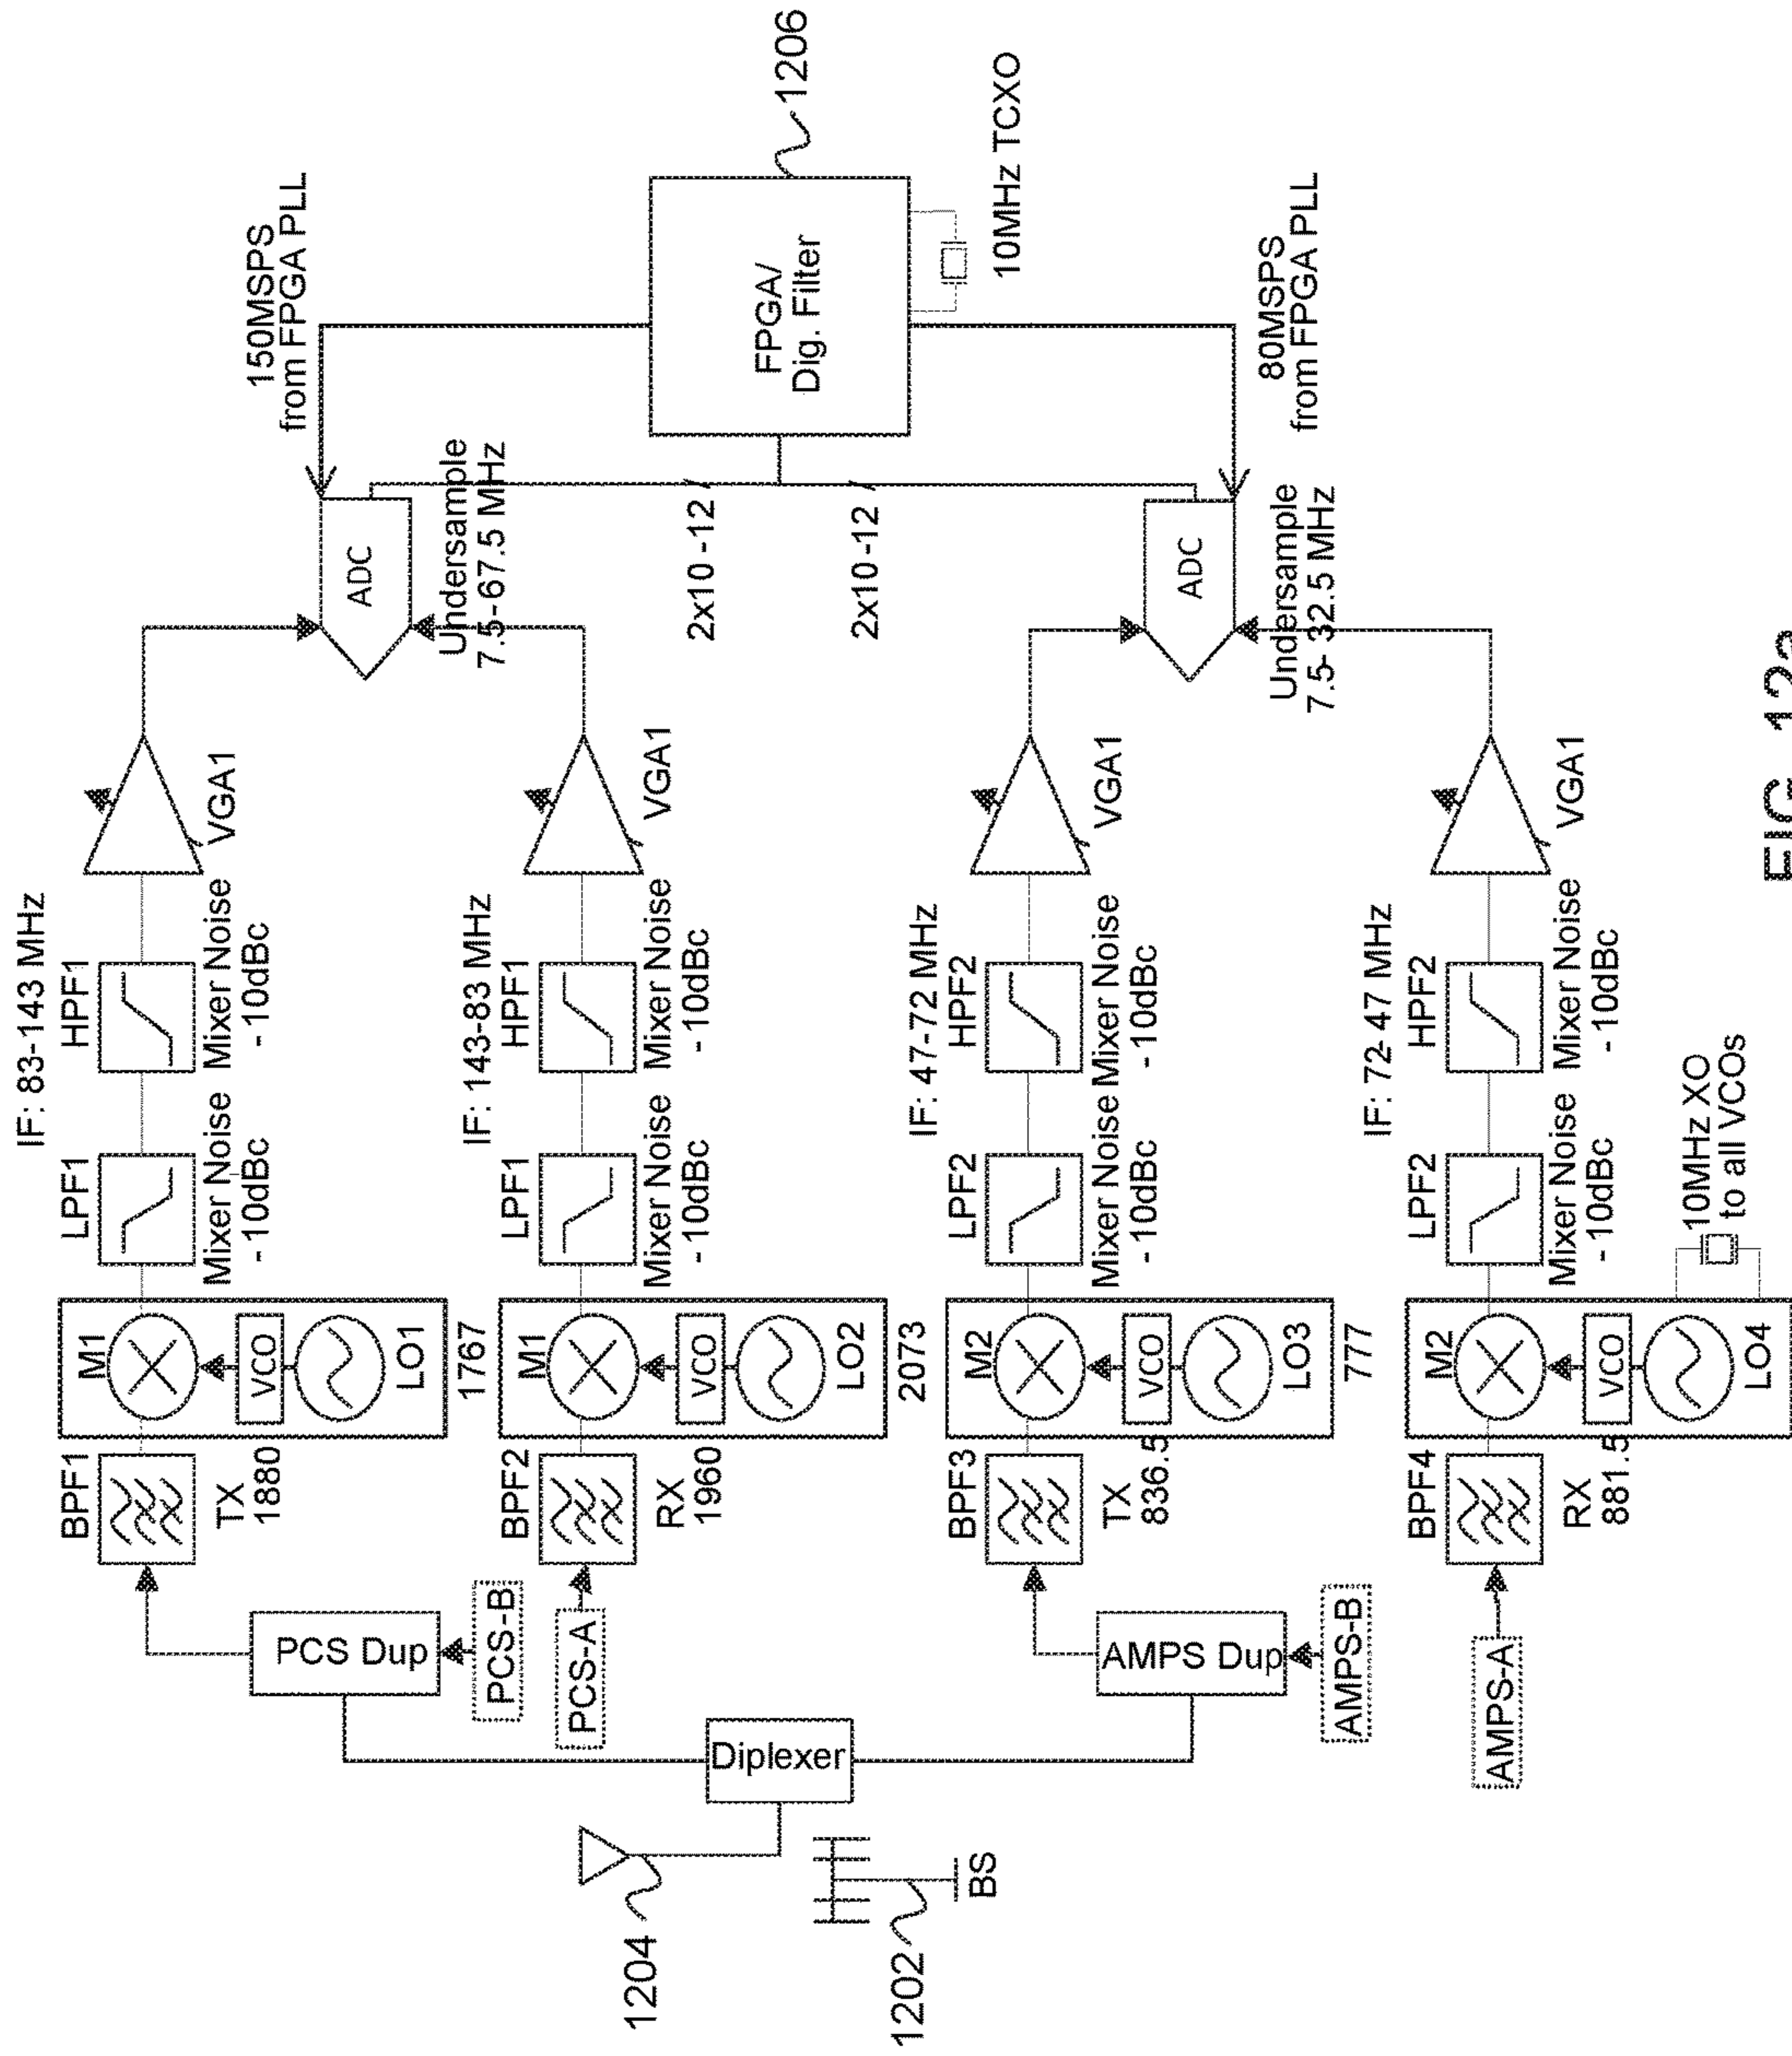 IF: 83-143 MHz
BPF1
TX
1880
M1
VCO
LO1
1767
LPF1
Mixer Noise
- 10dBc
HPF1
Mixer Noise
- 10dBc
VGA1
150MSPS
from FPGA PLL
PCS Dup
PCS-B
PCS-A
IF: 143-83 MHz
BPF2
RX
1960
M1
VCO
LO2
2073
LPF1
Mixer Noise
- 10dBc
HPF1
Mixer Noise
- 10dBc
VGA1
ADC
Undersample
7.5-67.5 MHz
2x10 -12
2x10 -12
FPGA/
Dig. Filter
1206
10MHz TCXO
Diplexer
1204
1202
BS
IF: 47-72 MHz
BPF3
TX
836.5
M2
VCO
LO3
777
LPF2
Mixer Noise
- 10dBc
HPF2
Mixer Noise
- 10dBc
VGA1
ADC
Undersample
7.5- 32.5 MHz
80MSPS
from FPGA PLL
AMPS Dup
AMPS-B
AMPS-A
IF: 72- 47 MHz
BPF4
RX
881.5
M2
VCO
LO4
LPF2
Mixer Noise
- 10dBc
HPF2
Mixer Noise
- 10dBc
VGA1
10MHz XO
to all VCOs